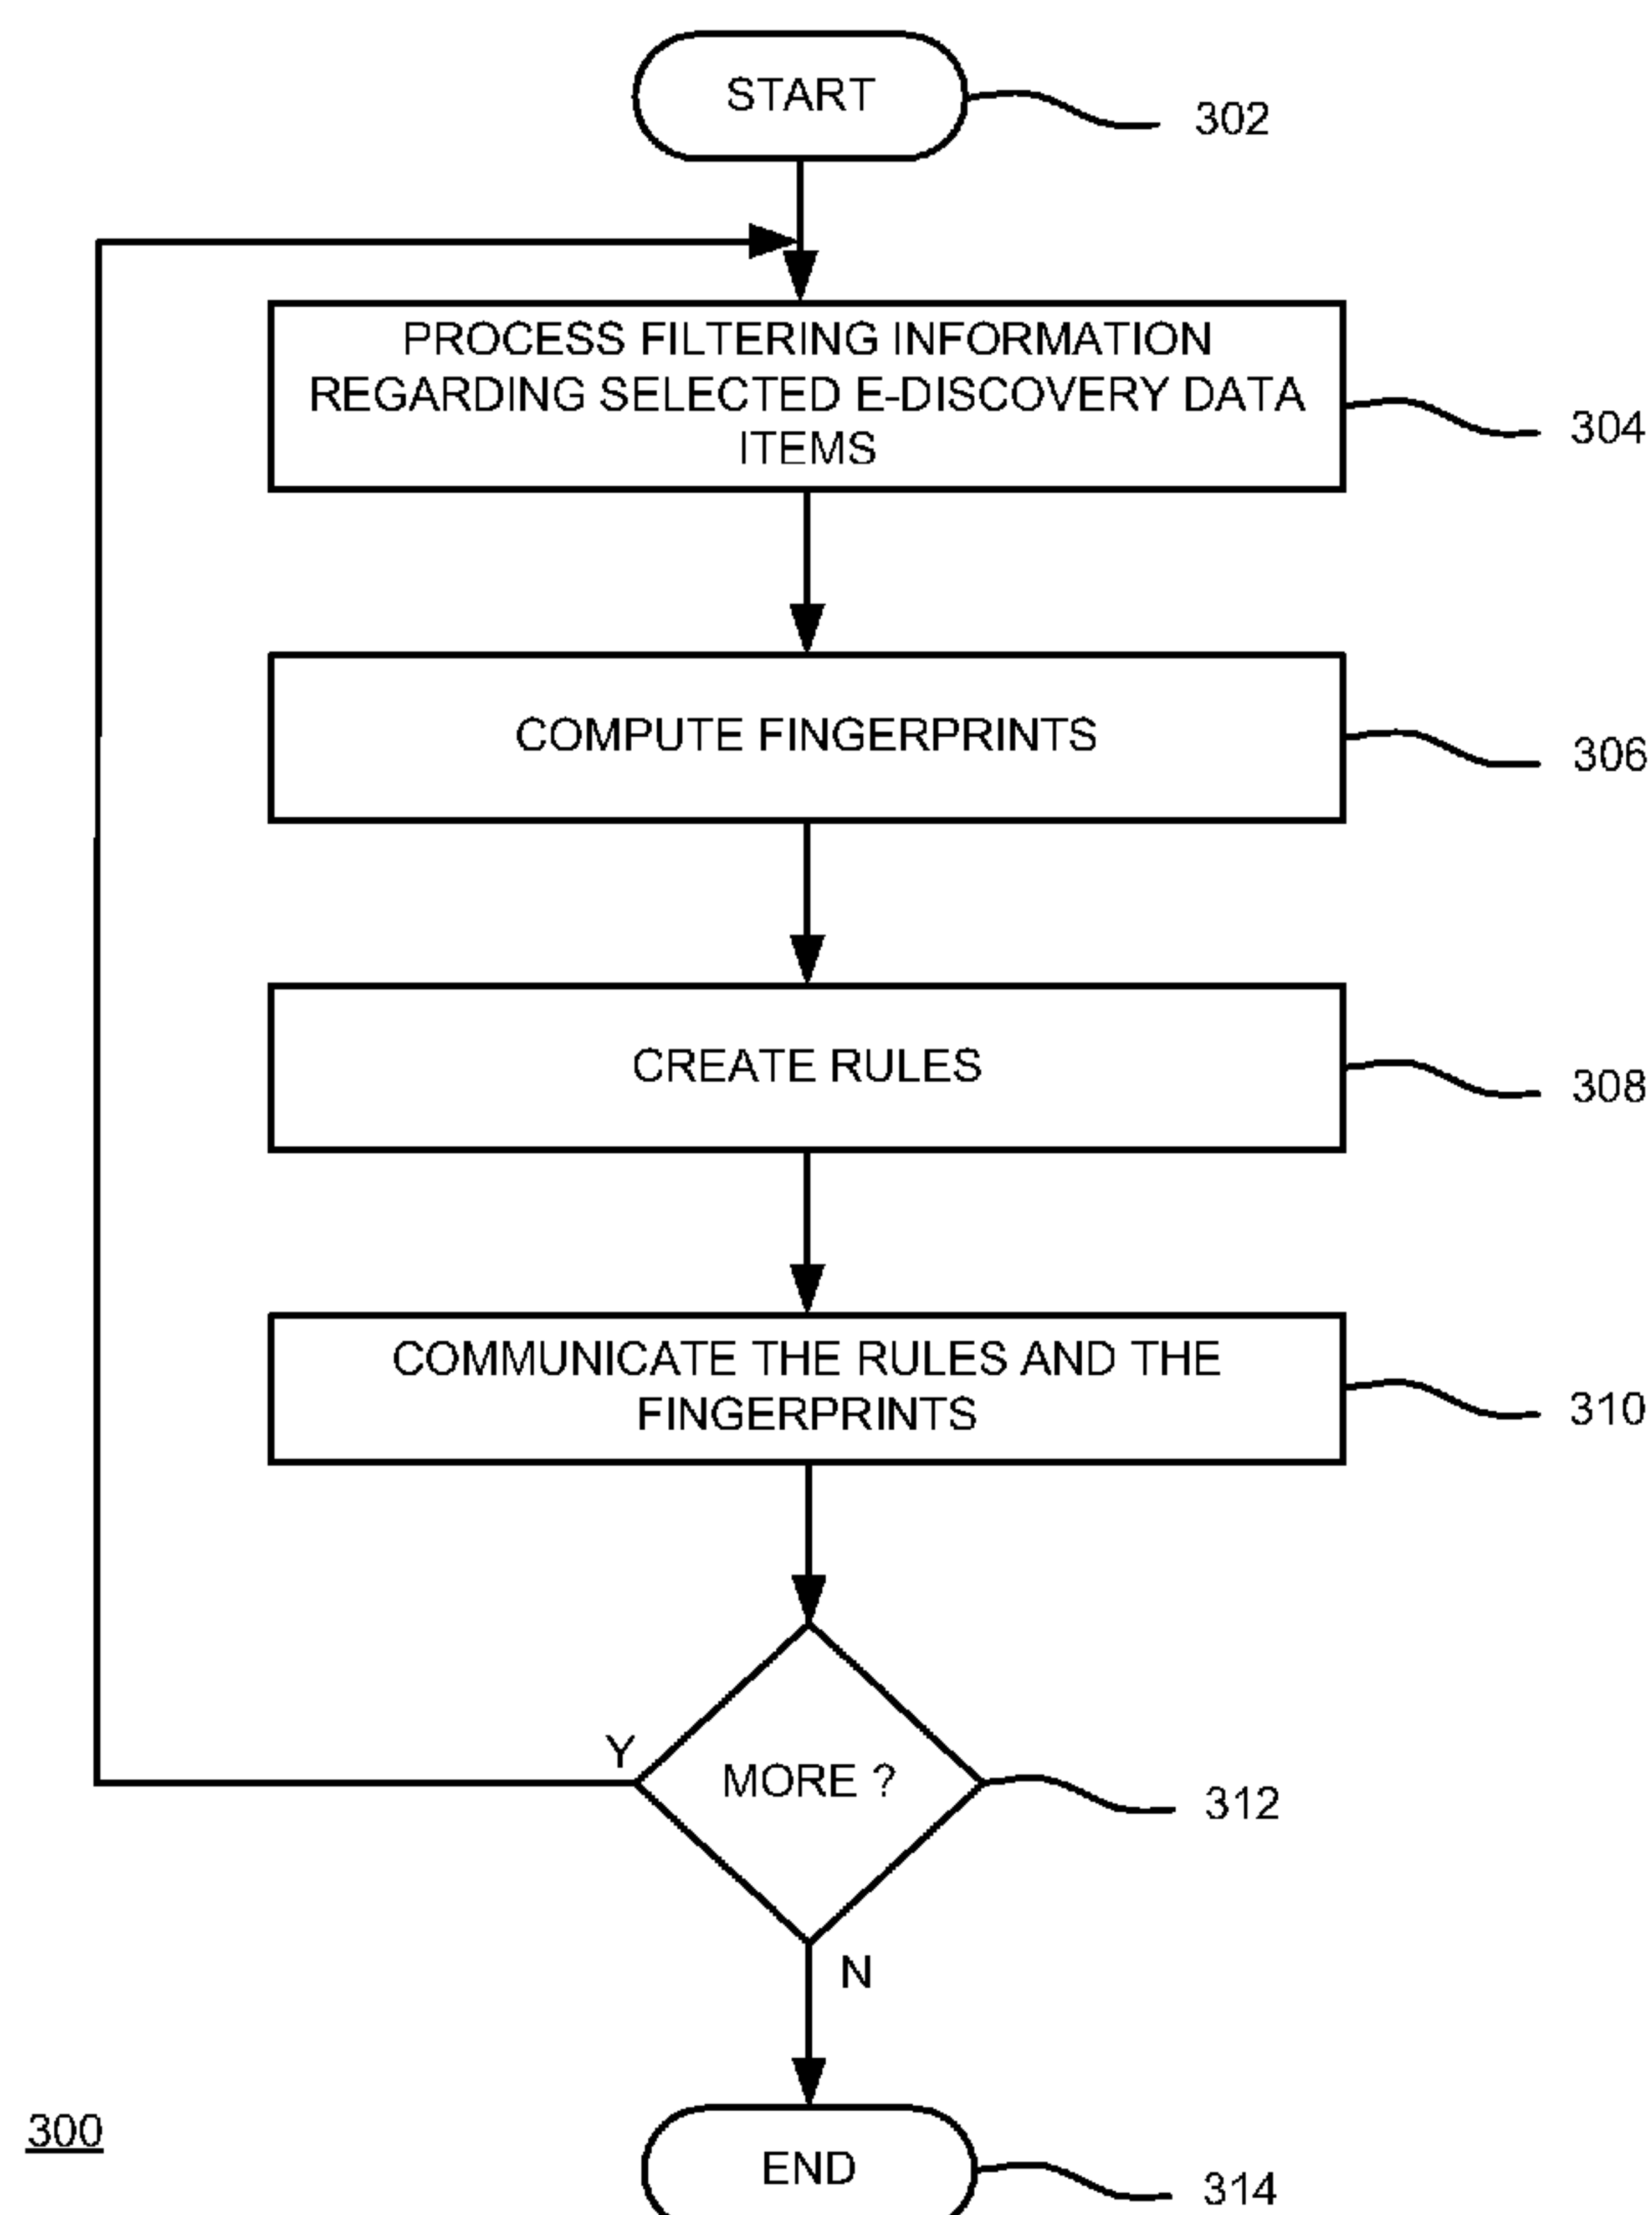 START
302
PROCESS FILTERING INFORMATION
REGARDING SELECTED E-DISCOVERY DATA
ITEMS
304
COMPUTE FINGERPRINTS
306
CREATE RULES
308
COMMUNICATE THE RULES AND THE
FINGERPRINTS
310
Y
MORE ?
312
N
300
END
314